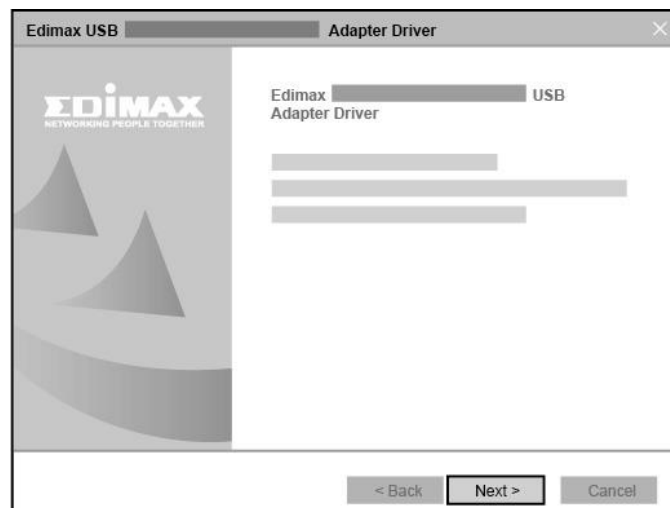 Edimax USB Adapter Driver
EDIMAX
NETWORKING PEOPLE TOGETHER
Edimax USB
Adapter Driver
< Back Next > Cancel